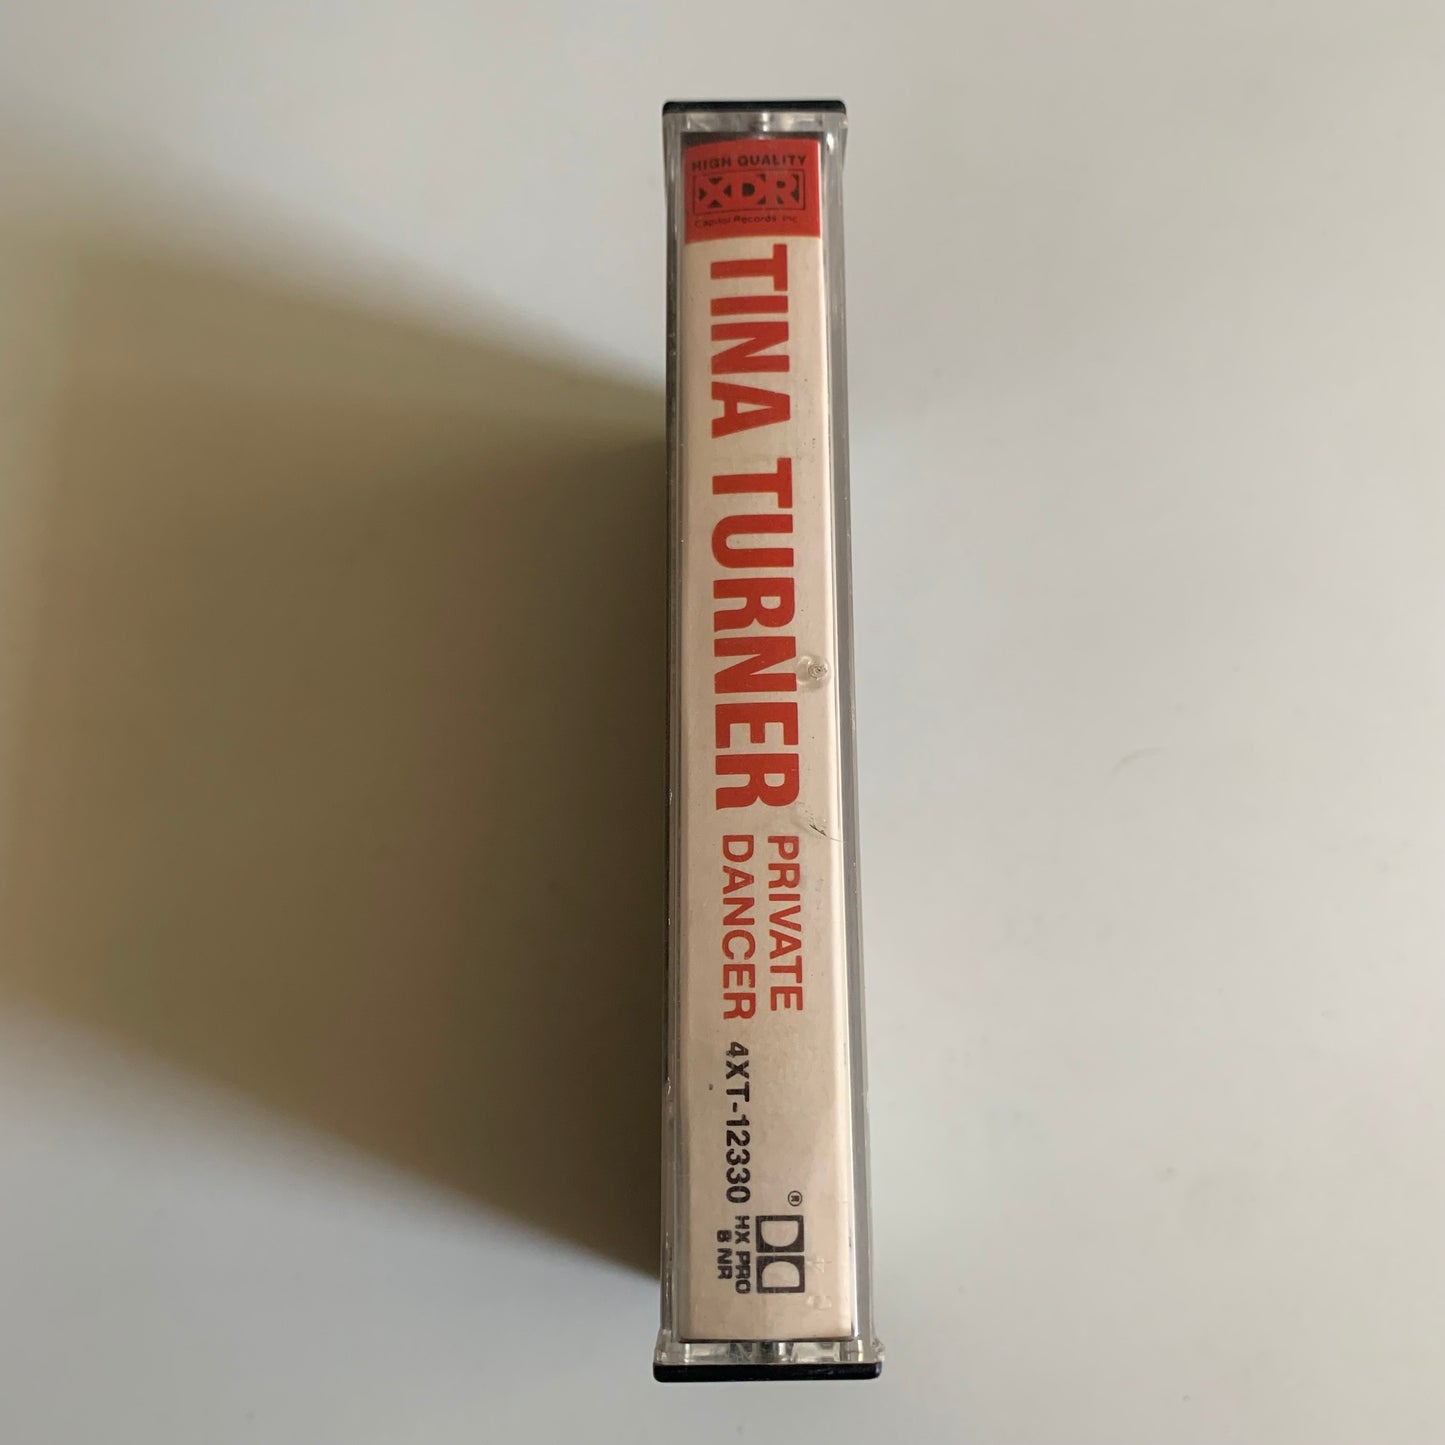 HIGH QUALITY
XDR
Capitol Records, Inc.
TINA TURNER
PRIVATE
DANCER
4XT-12330
®
HX PRO
B NR